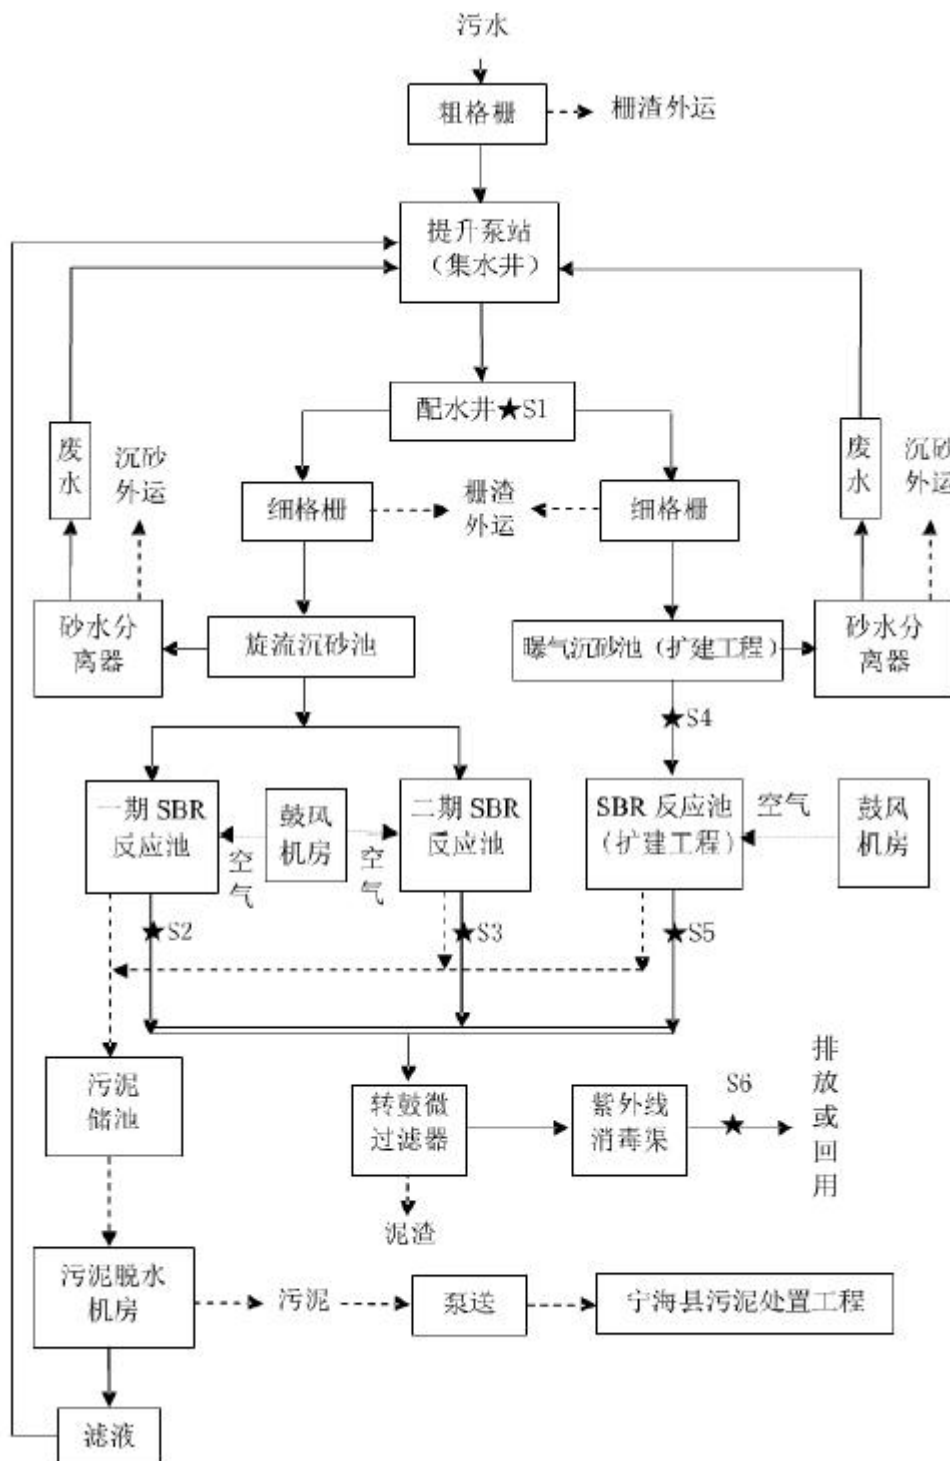 污水
粗格栅
栅渣外运
提升泵站
（集水井）
配水井★S1
废
水
沉砂
外运
细格栅
栅渣
外运
细格栅
废
水
沉砂
外运
砂水分
离器
旋流沉砂池
曝气沉砂池（扩建工程）
砂水分
离器
★S4
一期 SBR
反应池
空
气
鼓风
机房
空
气
二期 SBR
反应池
SBR 反应池
（扩建工程）
空气
鼓风
机房
★S2
★S3
★S5
污泥
储池
转鼓微
过滤器
紫外线
消毒渠
S6
★
排
放
或
回
用
泥渣
污泥脱水
机房
污泥
泵送
宁海县污泥处置工程
滤液